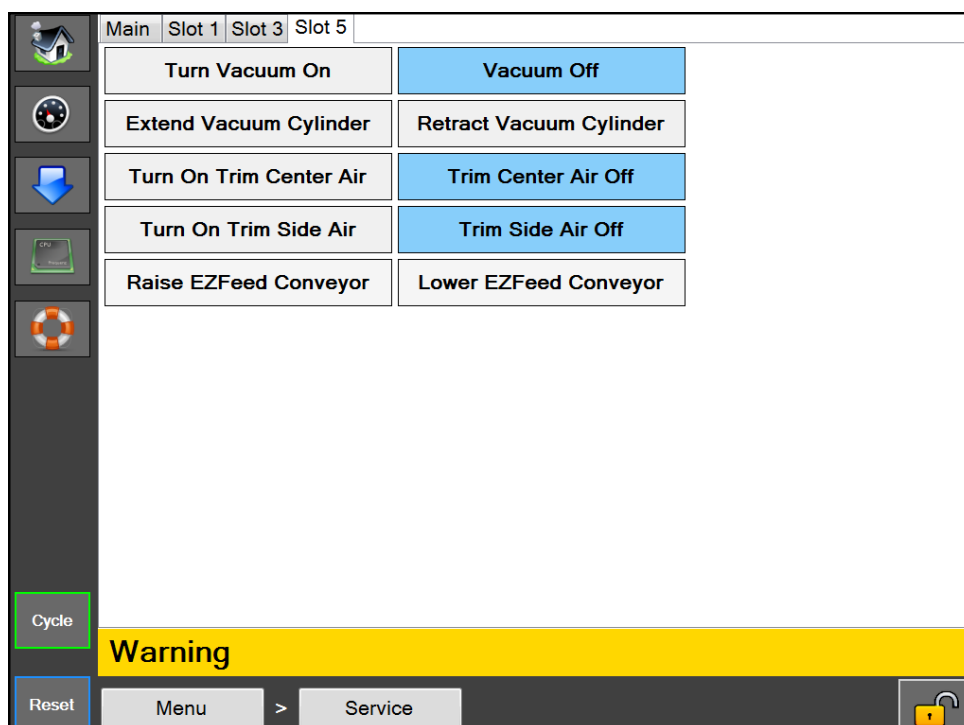 Main Slot 1 Slot 3 Slot 5
Turn Vacuum On Vacuum Off
Extend Vacuum Cylinder Retract Vacuum Cylinder
Turn On Trim Center Air Trim Center Air Off
Turn On Trim Side Air Trim Side Air Off
CPU
Raise EZFeed Conveyor Lower EZFeed Conveyor
Cycle
Warning
Reset Menu > Service